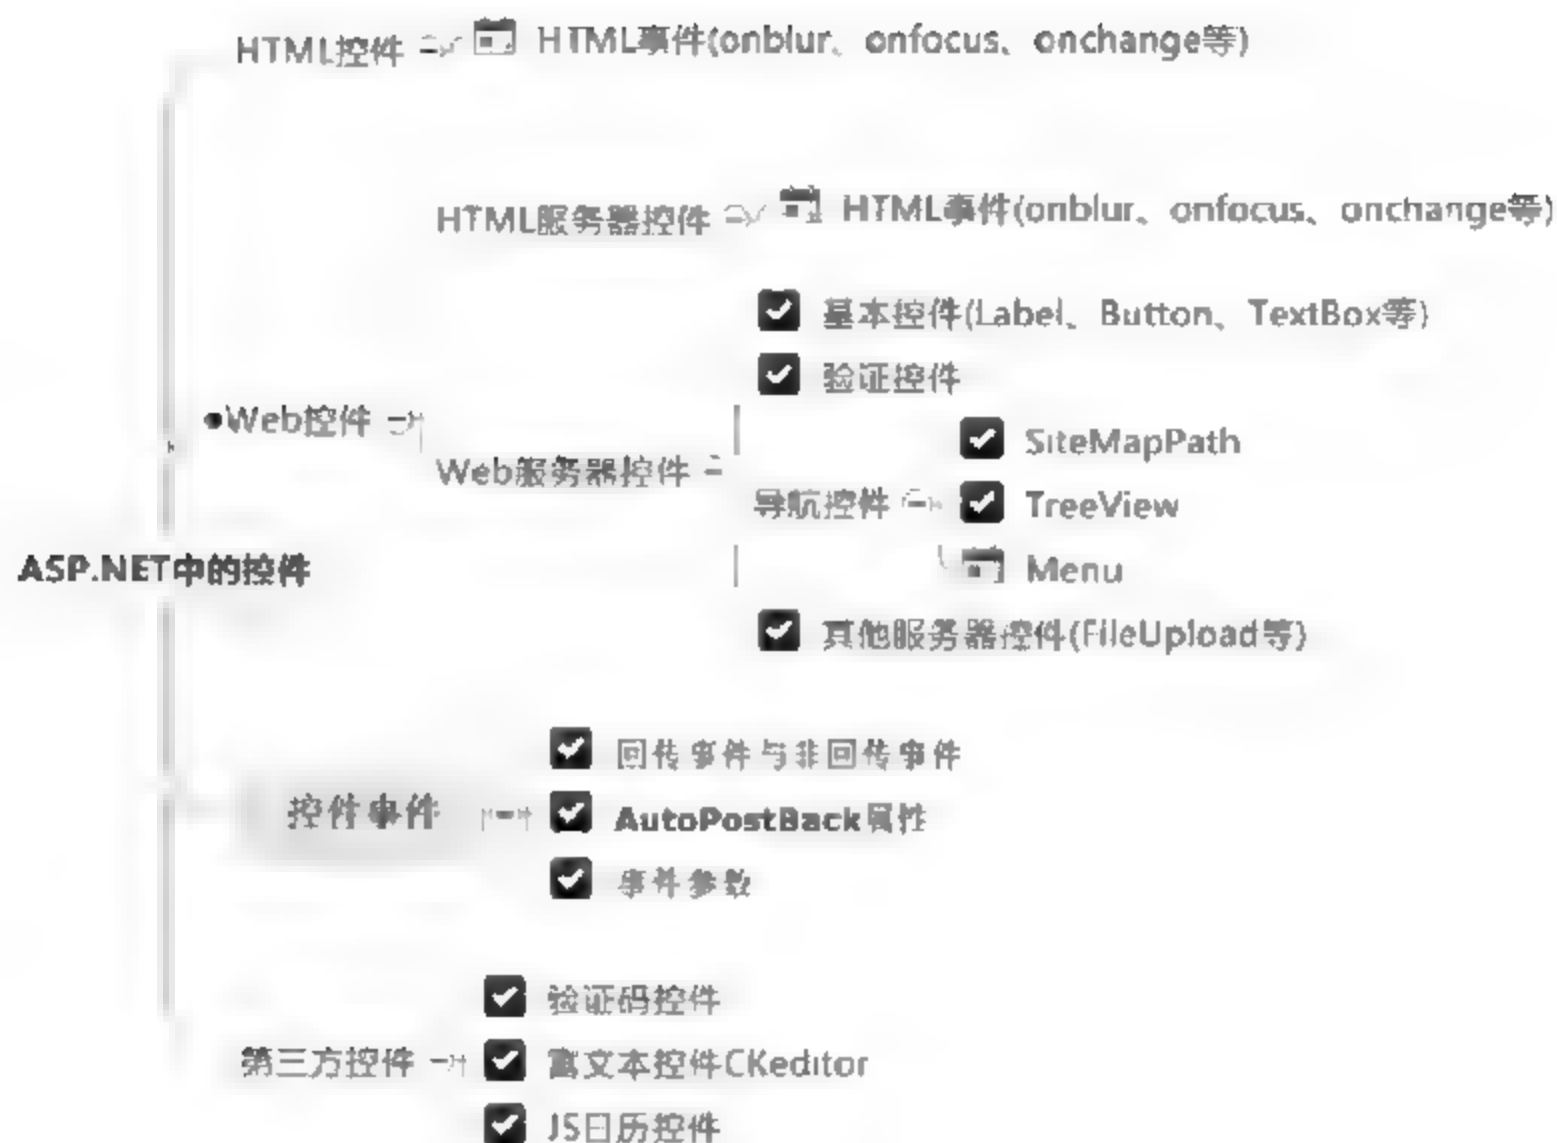 HTML控件
HTML事件(onblur、onfocus、onchange等)
HTML服务器控件
HTML事件(onblur、onfocus、onchange等)
基本控件(Label、Button、TextBox等)
验证控件
Web控件
SiteMapPath
Web服务器控件
导航控件
TreeView
ASP.NET中的控件
Menu
其他服务器控件(FileUpload等)
回传事件与非回传事件
控件事件
AutoPostBack属性
事件参数
验证码控件
第三方控件
富文本控件CKeditor
JS日历控件